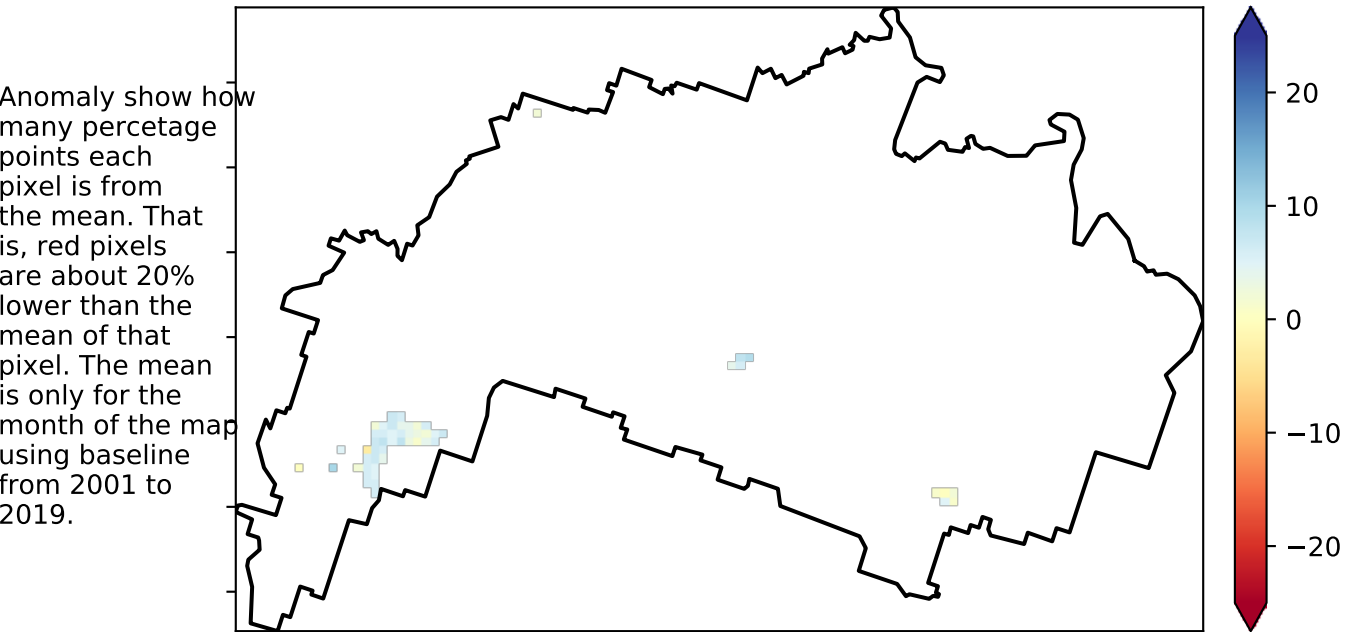 Anomaly show how
many percetage
points each
pixel is from
the mean. That
is, red pixels
are about 20%
lower than the
mean of that
pixel. The mean
is only for the
month of the map
using baseline
from 2001 to
2019.
20
10
0
−10
−20